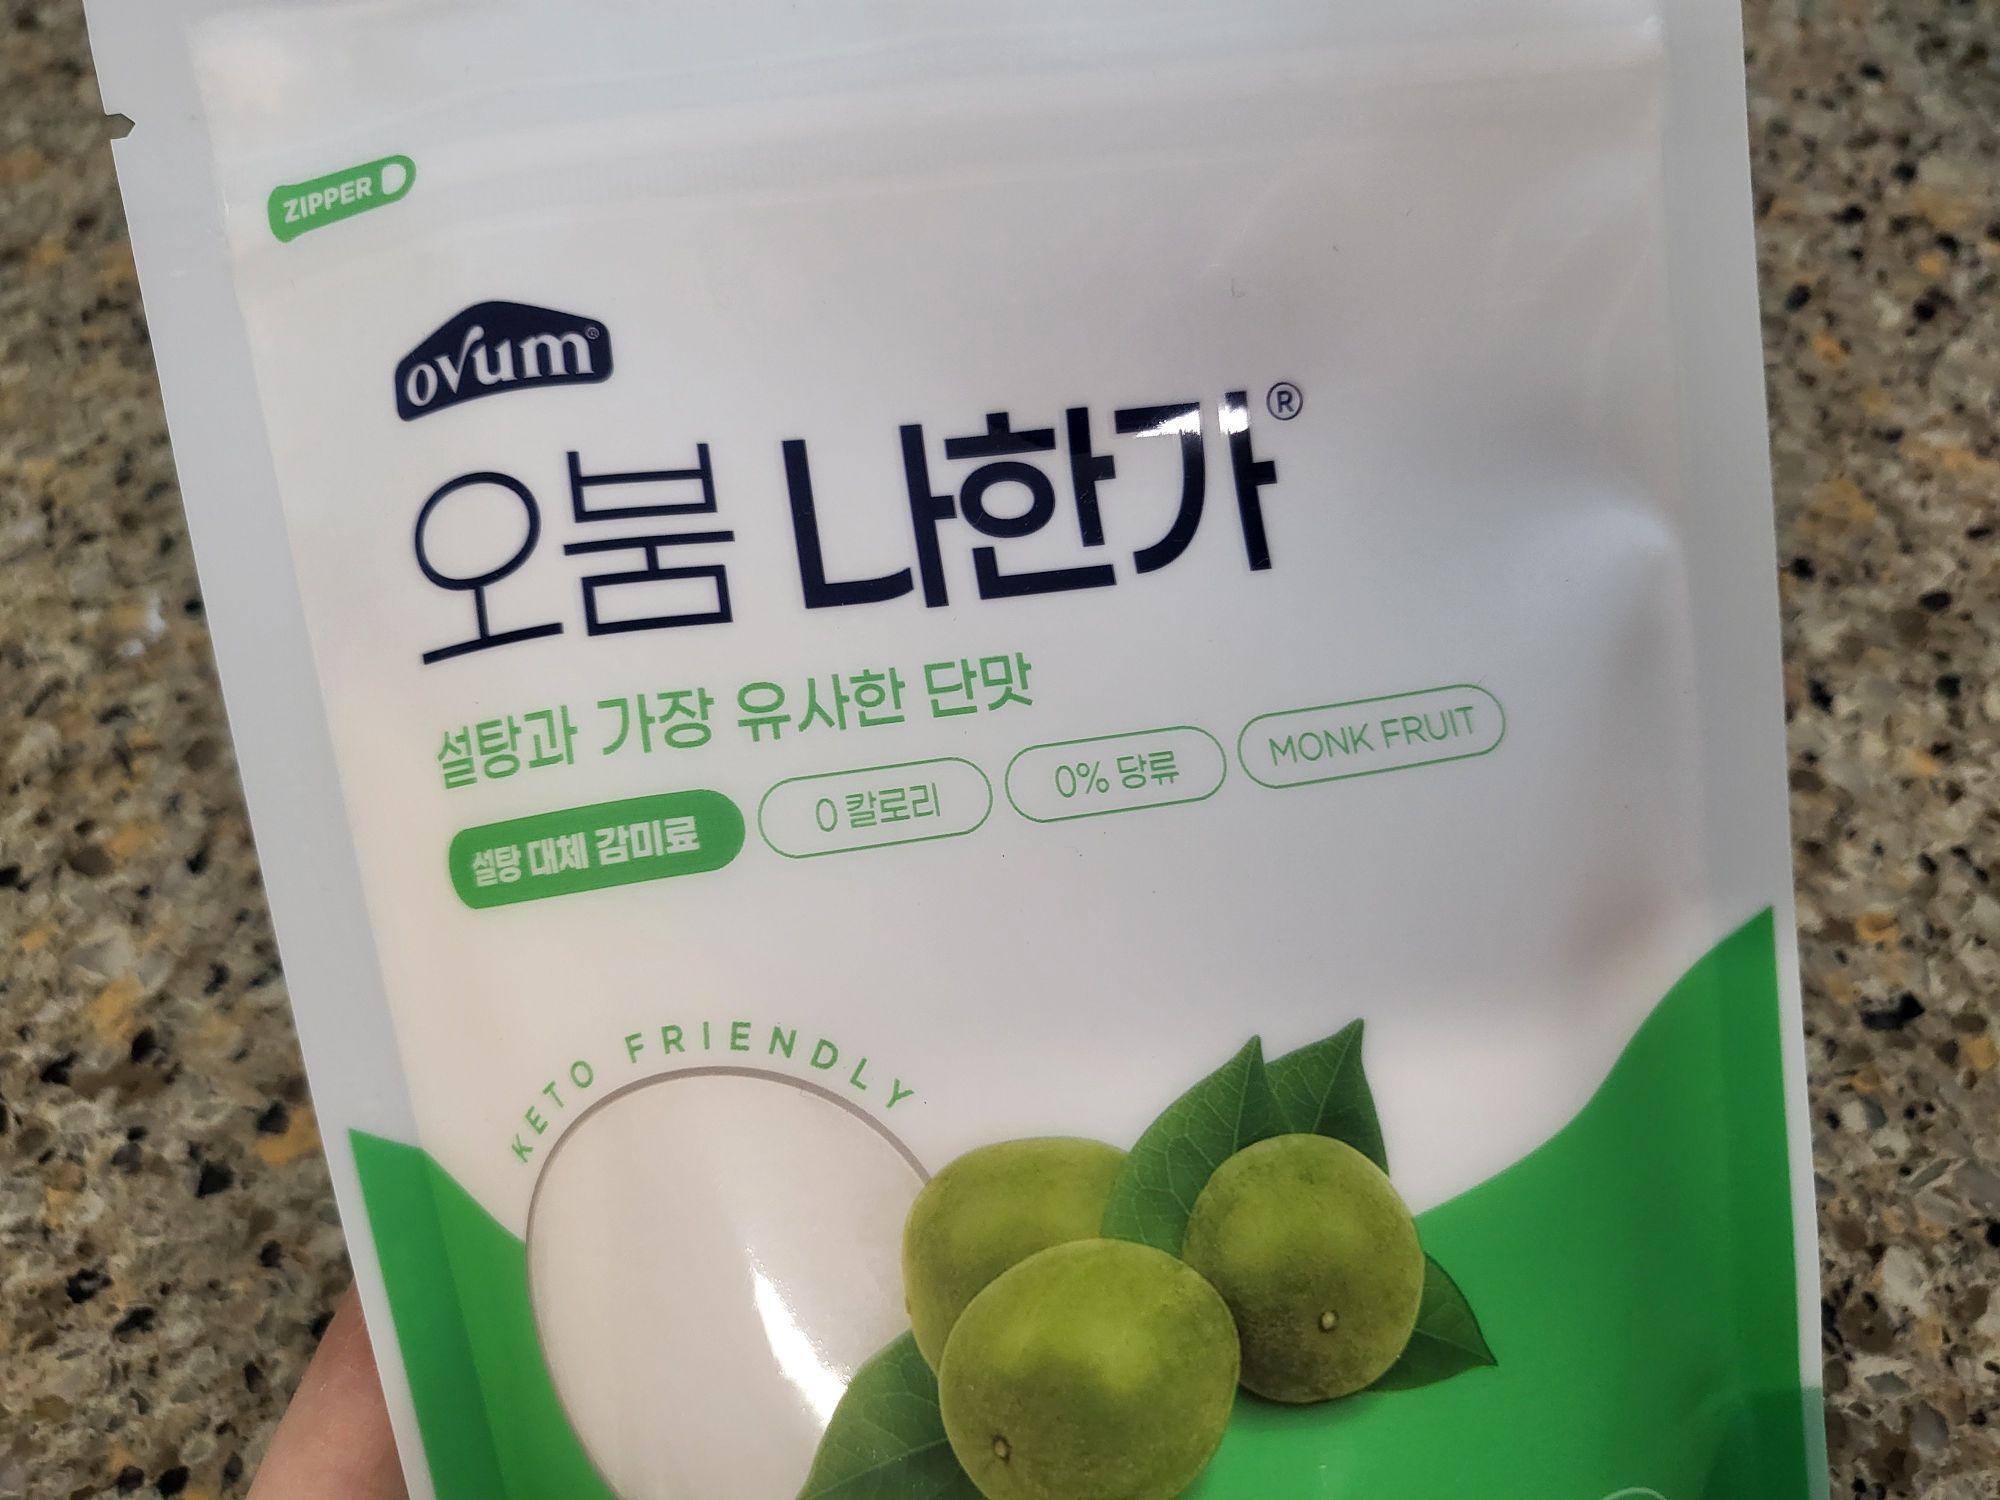 ZIPPER
ovum®
오붐 나한가®
설탕과 가장 유사한 단맛
설탕 대체 감미료
0 칼로리
0% 당류
MONK FRUIT
KETO FRIENDLY